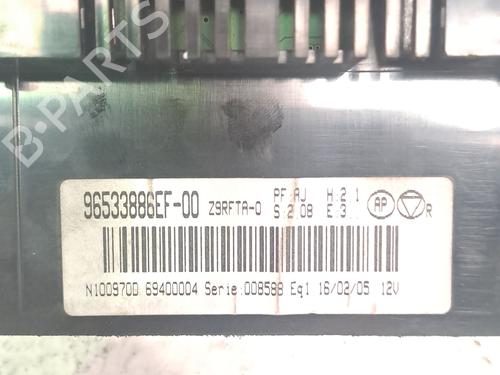 B-PARTS
96533886EF-00 Z9RFTA-0 PF:AJ H:2.1
S:2.08 E:3.. AP R
N100970D 69400004 Serie:008588 Eq1 16/02/05 12V